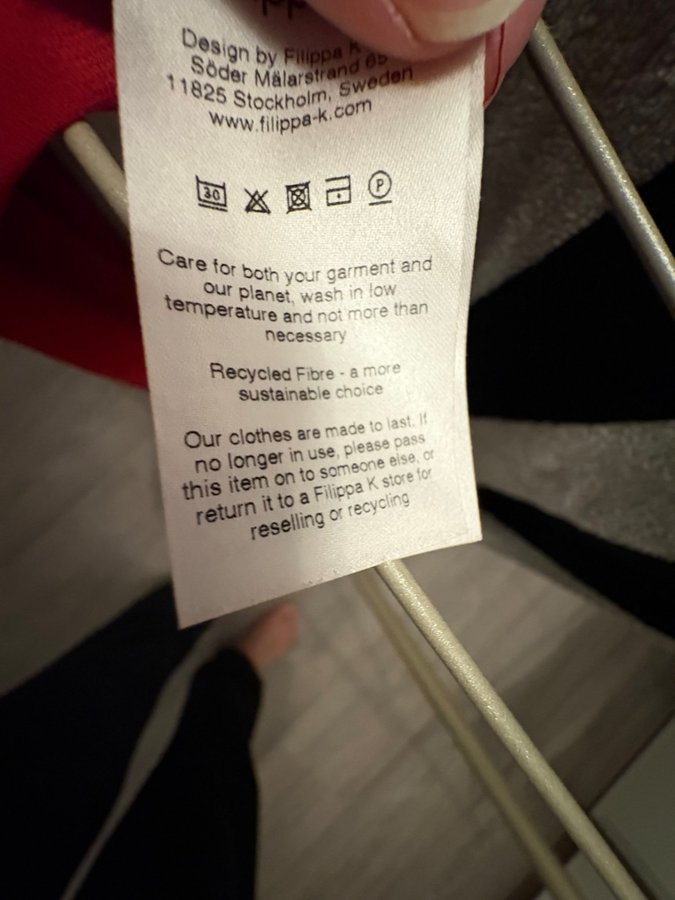 Design by Filippa K
Söder Mälarstrand 65
11825 Stockholm, Sweden
www.filippa-k.com
30
P
Care for both your garment and
our planet, wash in low
temperature and not more than
necessary
Recycled Fibre - a more
sustainable choice
Our clothes are made to last. If
no longer in use, please pass
this item on to someone else, or
return it to a Filippa K store for
reselling or recycling